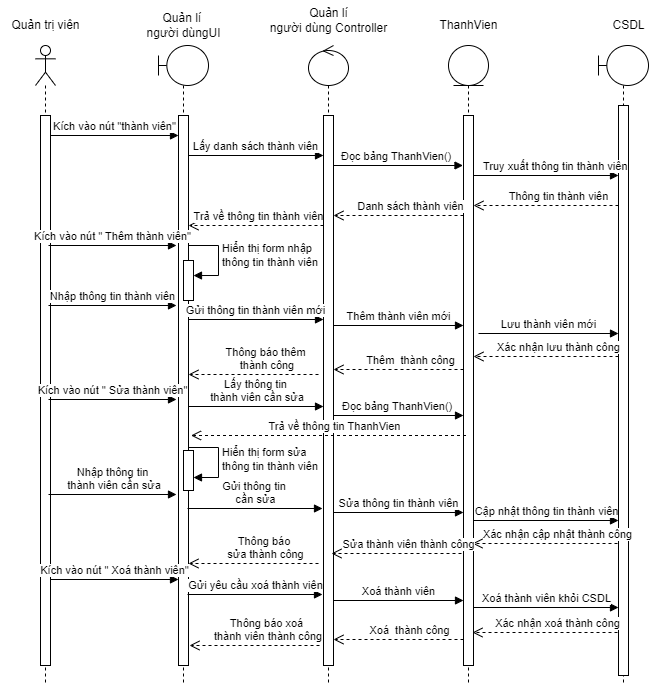 Quản trị viên
Quản lí
người dùngUI
Quản lí
người dùng Controller
ThanhVien
CSDL
Kích vào nút "thành viên"
Lấy danh sách thành viên
Đọc bảng ThanhVien()
Truy xuất thông tin thành viên
Thông tin thành viên
Danh sách thành viên
Trả về thông tin thành viên
Kích vào nút " Thêm thành viên"
Hiển thị form nhập
thông tin thành viên
Nhập thông tin thành viên
Gửi thông tin thành viên mới
Thêm thành viên mới
Lưu thành viên mới
Xác nhận lưu thành công
Thêm  thành công
Thông báo thêm
thành công
Kích vào nút " Sửa thành viên"
Lấy thông tin
thành viên cần sửa
Đọc bảng ThanhVien()
Trả về thông tin ThanhVien
Hiển thị form sửa
thông tin thành viên
Nhập thông tin
thành viên cần sửa
Gửi thông tin
cần sửa
Sửa thông tin thành viên
Cập nhật thông tin thành viên
Xác nhận cập nhật thành công
Sửa thành viên thành công
Thông báo
sửa thành công
Kích vào nút " Xoá thành viên"
Gửi yêu cầu xoá thành viên
Xoá thành viên
Xoá thành viên khỏi CSDL
Xác nhận xoá thành công
Xoá  thành công
Thông báo xoá
thành viên thành công